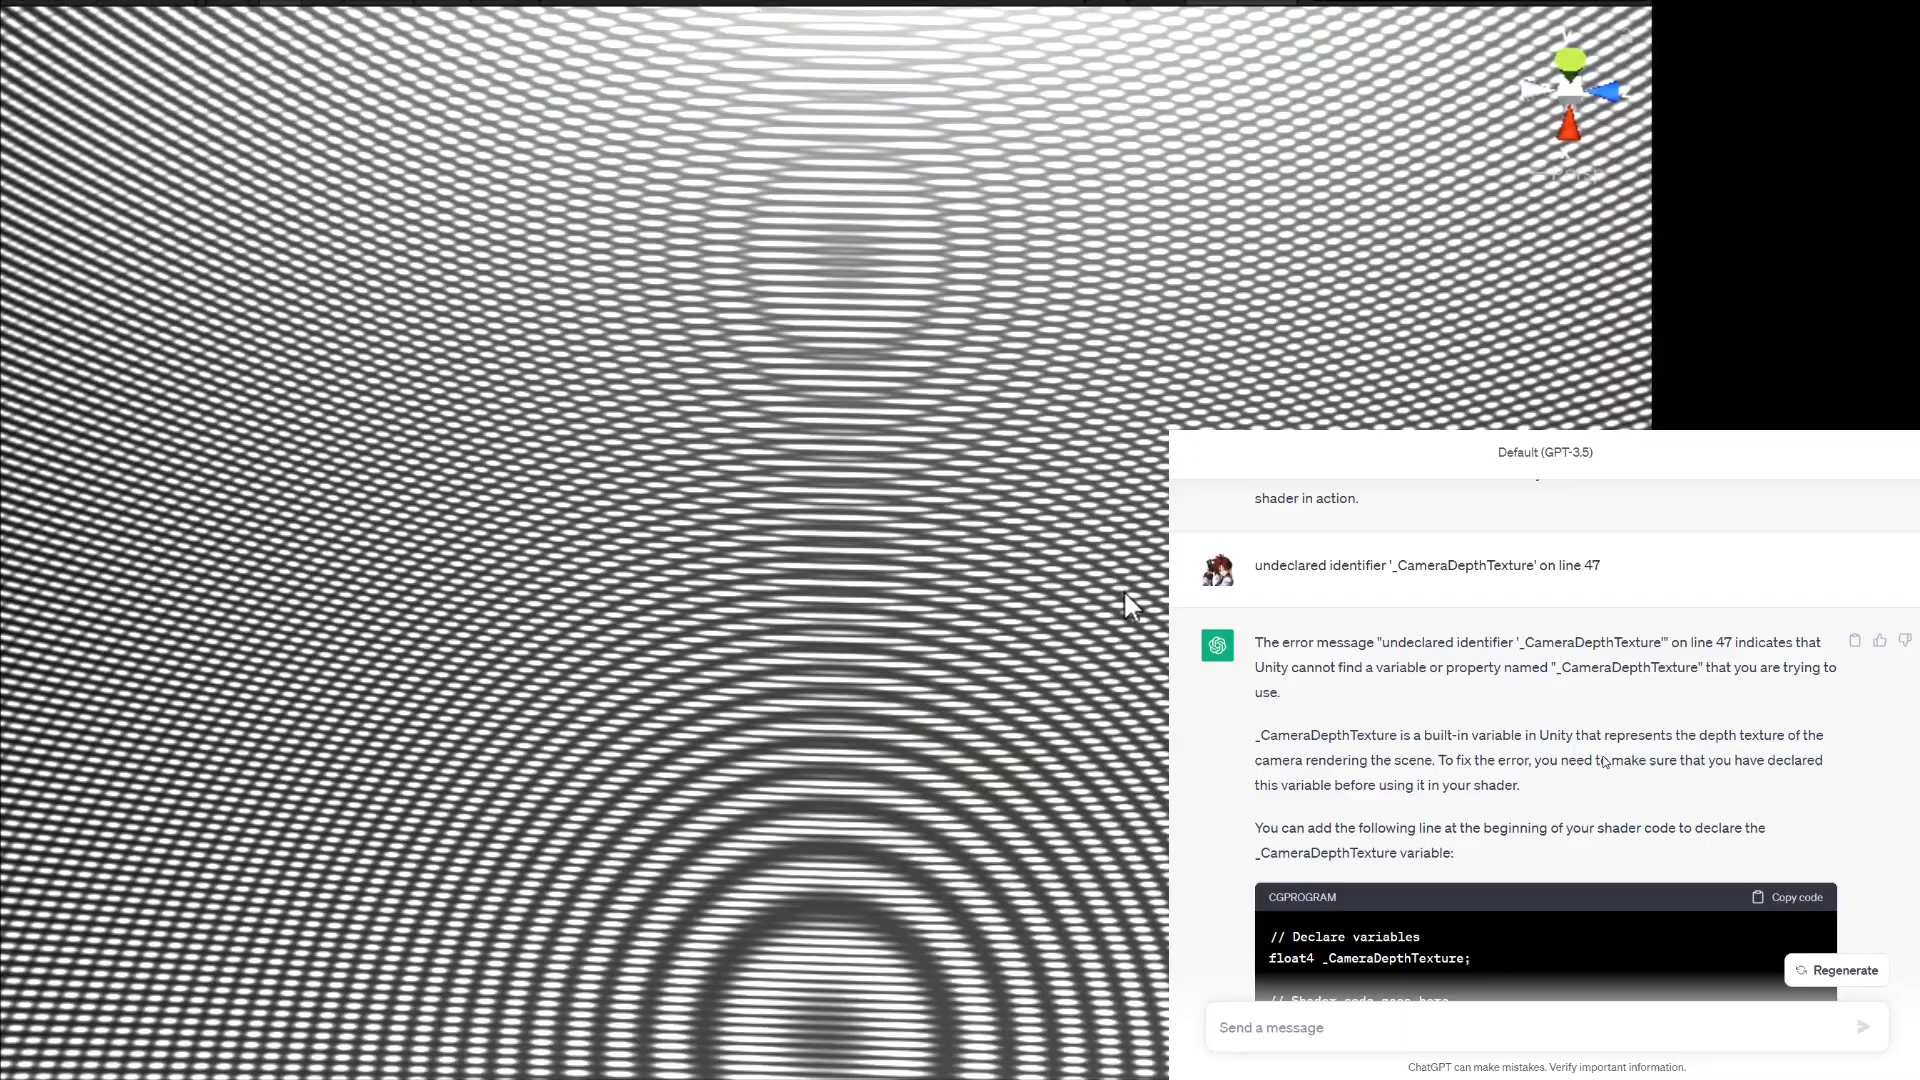 Default (GPT-3.5)
shader in action.
undeclared identifier '_CameraDepthTexture' on line 47
The error message "undeclared identifier '_CameraDepthTexture'" on line 47 indicates that
Unity cannot find a variable or property named "_CameraDepthTexture" that you are trying to
use.
_CameraDepthTexture is a built-in variable in Unity that represents the depth texture of the
camera rendering the scene. To fix the error, you need to make sure that you have declared
this variable before using it in your shader.
You can add the following line at the beginning of your shader code to declare the
_CameraDepthTexture variable:
CGPROGRAM
Copy code
// Declare variables
float4 _CameraDepthTexture;
// Shader code goes here
Regenerate
Send a message
ChatGPT can make mistakes. Verify important information.